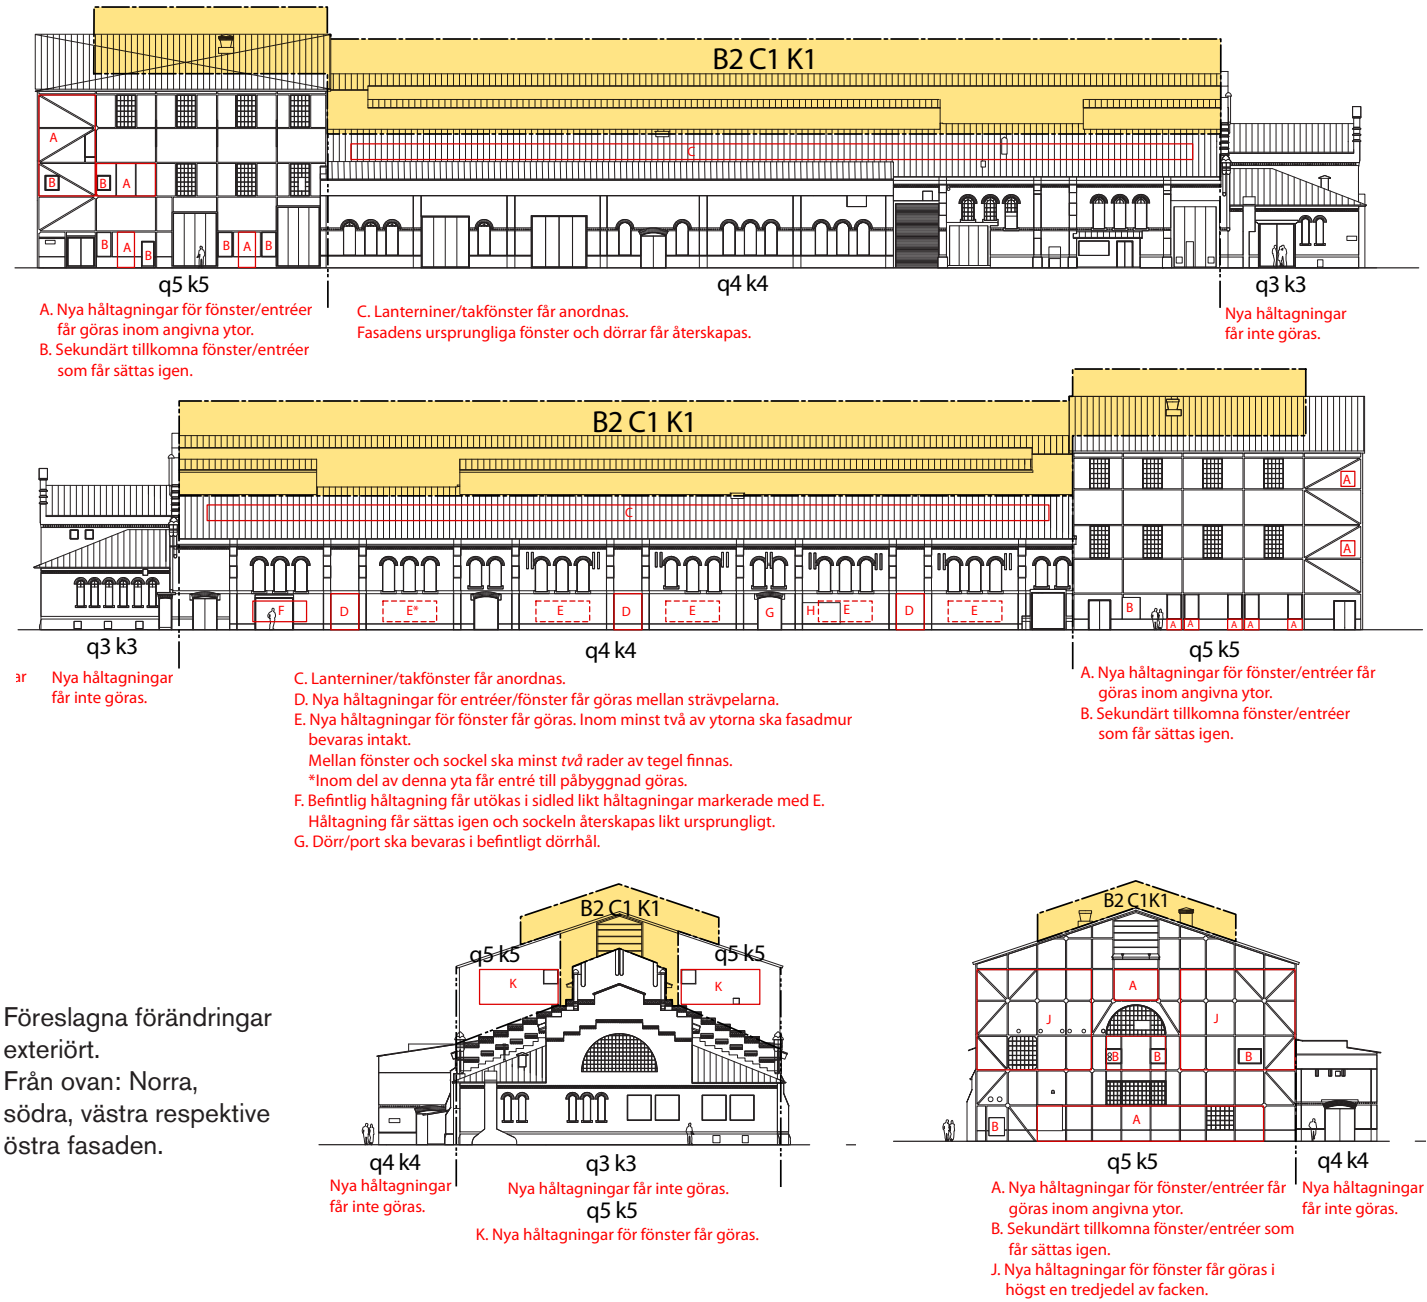 B2 C1 K1
C
A
B
B
A
B
A
B
B
A
B
q5 k5
q4 k4
q3 k3
A. Nya håltagningar för fönster/entréer
får göras inom angivna ytor.
B. Sekundärt tillkomna fönster/entréer
som får sättas igen.
C. Lanterniner/takfönster får anordnas.
Fasadens ursprungliga fönster och dörrar får återskapas.
Nya håltagningar
får inte göras.
B2 C1 K1
A
C
A
F
D
E*
E
D
E
G
H
E
D
E
B
A
A
A
A
A
q3 k3
q4 k4
q5 k5
ar
Nya håltagningar
får inte göras.
C. Lanterniner/takfönster får anordnas.
D. Nya håltagningar för entréer/fönster får göras mellan strävpelarna.
E. Nya håltagningar för fönster får göras. Inom minst två av ytorna ska fasadmur
bevaras intakt.
Mellan fönster och sockel ska minst två rader av tegel finnas.
*Inom del av denna yta får entré till påbyggnad göras.
F. Befintlig håltagning får utökas i sidled likt håltagningar markerade med E.
Håltagning får sättas igen och sockeln återskapas likt ursprungligt.
G. Dörr/port ska bevaras i befintligt dörrhål.
A. Nya håltagningar för fönster/entréer får
göras inom angivna ytor.
B. Sekundärt tillkomna fönster/entréer
som får sättas igen.
B2 C1 K1
q5 k5
q5 k5
K
K
q4 k4
q3 k3
Nya håltagningar
får inte göras.
Nya håltagningar får inte göras.
q5 k5
K. Nya håltagningar för fönster får göras.
B2 C1K1
A
J
J
8B
B
B
A
B
q5 k5
q4 k4
A. Nya håltagningar för fönster/entréer får
göras inom angivna ytor.
B. Sekundärt tillkomna fönster/entréer som
får sättas igen.
J. Nya håltagningar för fönster får göras i
högst en tredjedel av facken.
Nya håltagningar
får inte göras.
Föreslagna förändringar
exteriört.
Från ovan: Norra,
södra, västra respektive
östra fasaden.